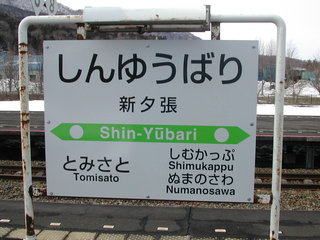 しんゆうばり
新夕張
Shin-Yūbari
とみさと
Tomisato
しむかっぷ
Shimukappu
ぬまのさわ
Numanosawa